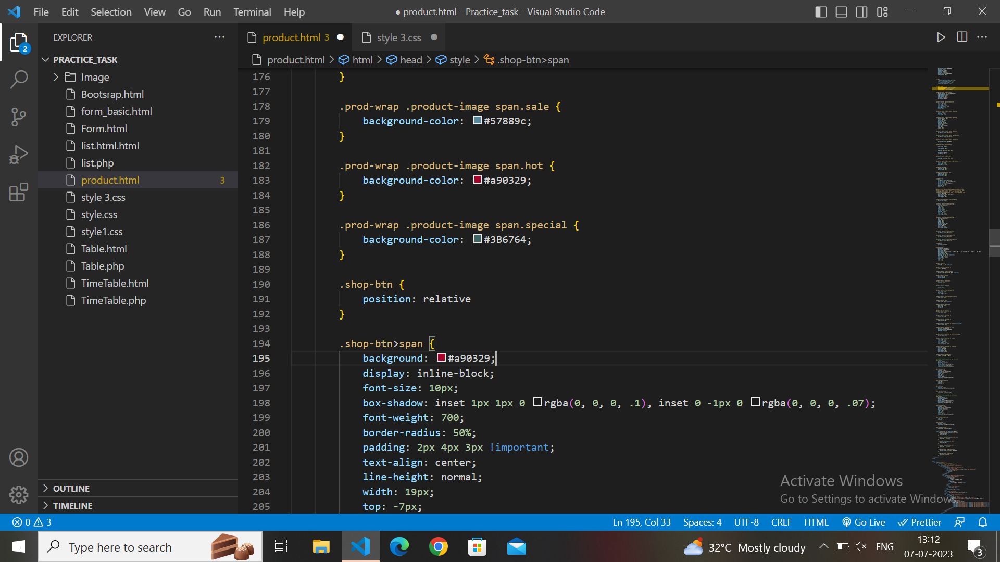 File Edit Selection View Go Run Terminal Help
● product.html - Practice_task - Visual Studio Code
EXPLORER
PRACTICE_TASK
Image
Bootsrap.html
form_basic.html
Form.html
list.html.html
list.php
product.html 3
style 3.css
style.css
style1.css
Table.html
Table.php
TimeTable.html
TimeTable.php
OUTLINE
TIMELINE
2
product.html 3 ● style 3.css ●
product.html > html > head > style > .shop-btn>span
176 }
177
178 .prod-wrap .product-image span.sale {
179 background-color: #57889c;
180 }
181
182 .prod-wrap .product-image span.hot {
183 background-color: #a90329;
184 }
185
186 .prod-wrap .product-image span.special {
187 background-color: #3B6764;
188 }
189
190 .shop-btn {
191 position: relative
192 }
193
194 .shop-btn>span {
195 background: #a90329;
196 display: inline-block;
197 font-size: 10px;
198 box-shadow: inset 1px 1px 0 rgba(0, 0, 0, .1), inset 0 -1px 0 rgba(0, 0, 0, .07);
199 font-weight: 700;
200 border-radius: 50%;
201 padding: 2px 4px 3px !important;
202 text-align: center;
203 line-height: normal;
204 width: 19px;
205 top: -7px;
Activate Windows
Go to Settings to activate Windows.
0 3
Ln 195, Col 33 Spaces: 4 UTF-8 CRLF HTML Go Live Prettier
Type here to search
32°C Mostly cloudy
ENG
13:12
07-07-2023
3